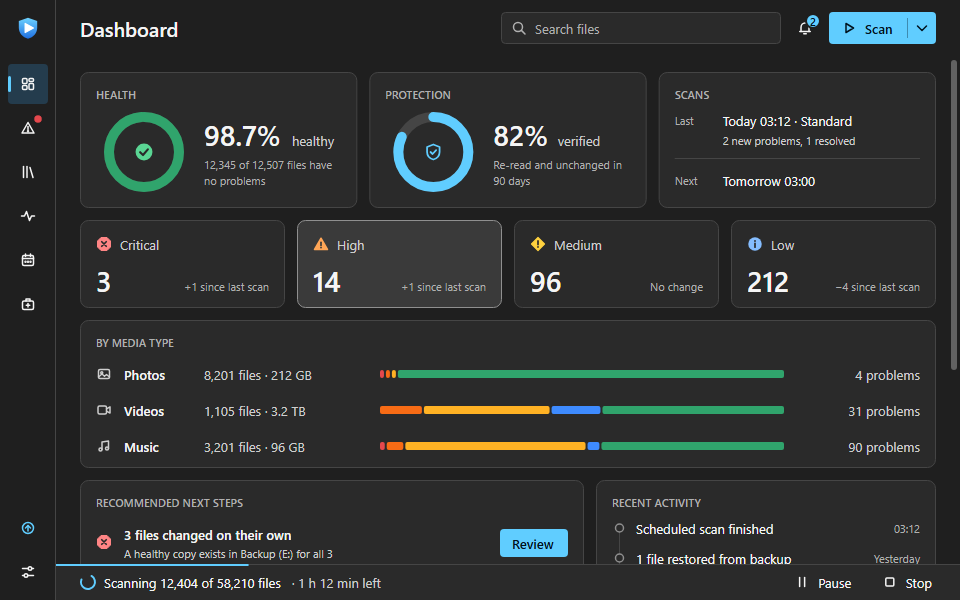 Dashboard
Search files
2
Scan
HEALTH
98.7% healthy
12,345 of 12,507 files have
no problems
PROTECTION
82% verified
Re-read and unchanged in
90 days
SCANS
Last Today 03:12 · Standard
2 new problems, 1 resolved
Next Tomorrow 03:00
Critical
3 +1 since last scan
High
14 +1 since last scan
Medium
96 No change
Low
212 −4 since last scan
BY MEDIA TYPE
Photos 8,201 files · 212 GB 4 problems
Videos 1,105 files · 3.2 TB 31 problems
Music 3,201 files · 96 GB 90 problems
RECOMMENDED NEXT STEPS
3 files changed on their own
A healthy copy exists in Backup (E:) for all 3
Review
RECENT ACTIVITY
Scheduled scan finished 03:12
1 file restored from backup Yesterday
Scanning 12,404 of 58,210 files · 1 h 12 min left
Pause
Stop